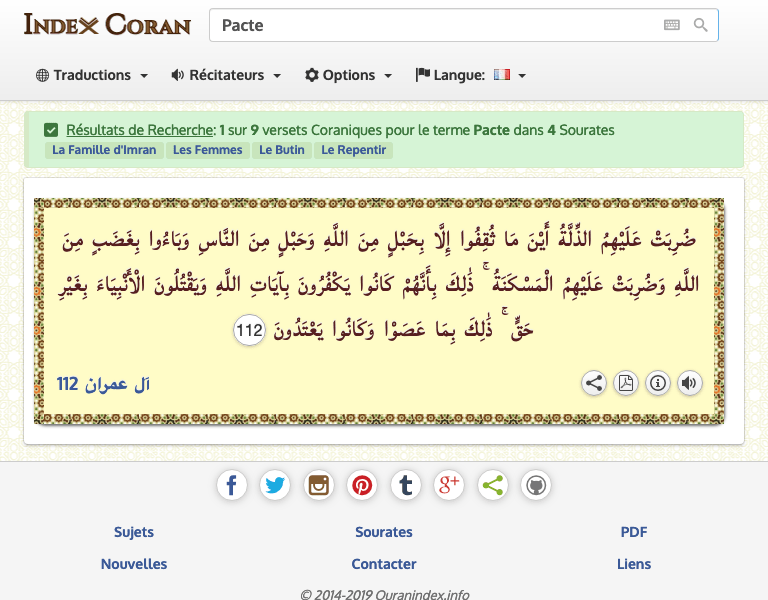 Index Coran
Pacte
Traductions Récitateurs Options Langue:
Résultats de Recherche: 1 sur 9 versets Coraniques pour le terme Pacte dans 4 Sourates
La Famille d'Imran Les Femmes Le Butin Le Repentir
ضُرِبَتْ عَلَيْهِمُ الذِّلَّةُ أَيْنَ مَا ثُقِفُوا إِلَّا بِحَبْلٍ مِنَ اللَّهِ وَحَبْلٍ مِنَ النَّاسِ وَبَاءُوا بِغَضَبٍ مِنَ
اللَّهِ وَضُرِبَتْ عَلَيْهِمُ الْمَسْكَنَةُ ۚ ذَٰلِكَ بِأَنَّهُمْ كَانُوا يَكْفُرُونَ بِآيَاتِ اللَّهِ وَيَقْتُلُونَ الْأَنْبِيَاءَ بِغَيْرِ
حَقٍّ ۚ ذَٰلِكَ بِمَا عَصَوْا وَكَانُوا يَعْتَدُونَ 112
آل عمران 112
Sujets Sourates PDF
Nouvelles Contacter Liens
© 2014-2019 Quranindex.info